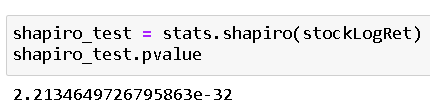 shapiro_test = stats.shapiro(stockLogRet)
shapiro_test.pvalue
2.2134649726795863e-32